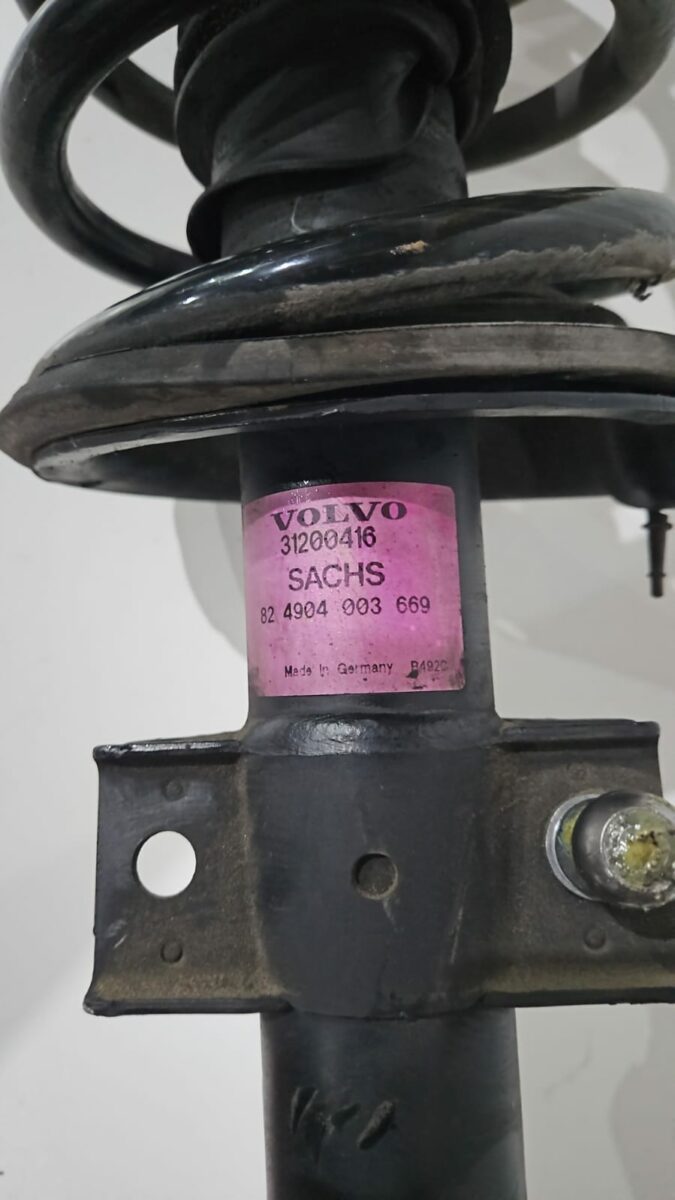 VOLVO
31200416
SACHS
82 4904 003 669
Made in Germany